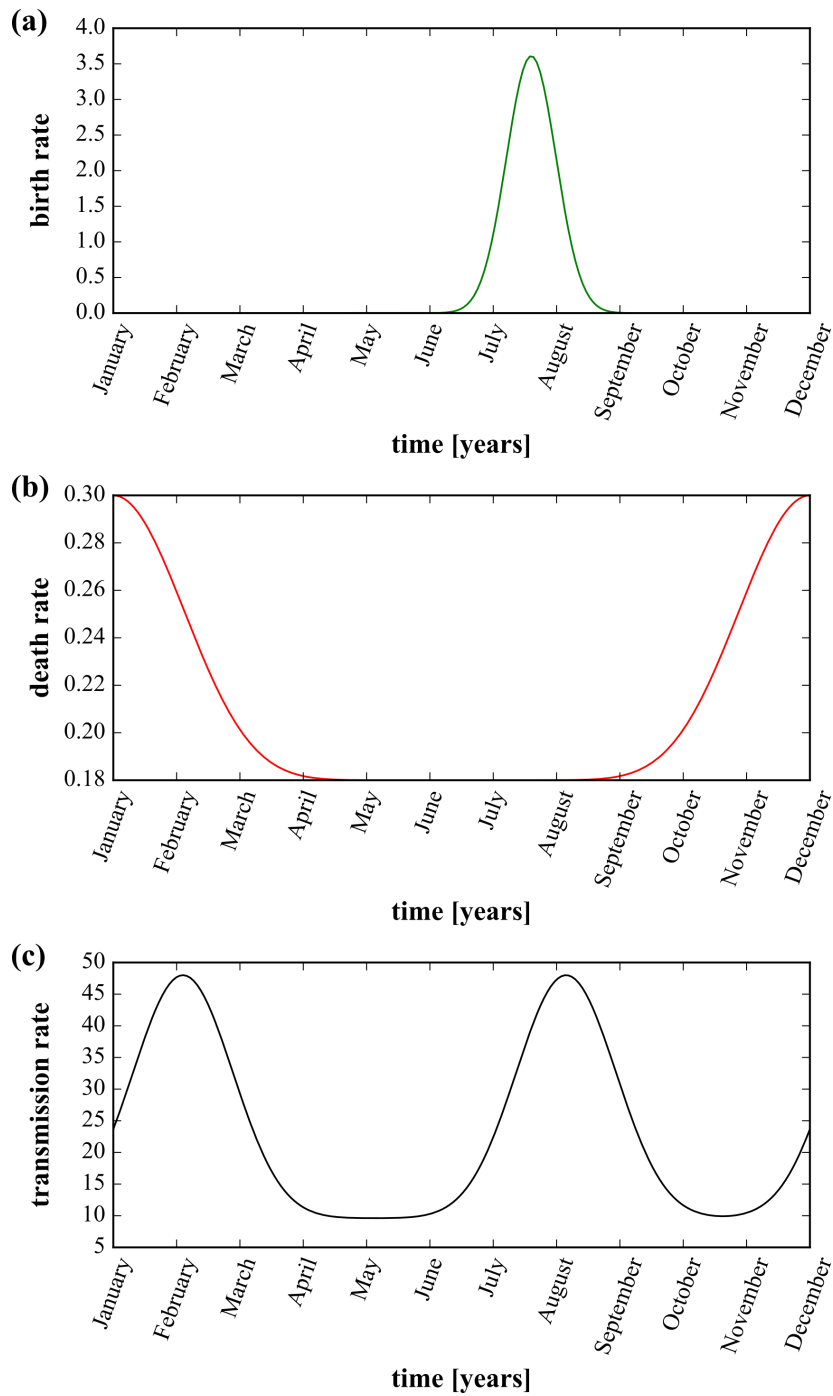 (a)
4.0
3.5
3.0
2.5
2.0
1.5
1.0
0.5
0.0
birth rate
January
February
March
April
May
June
July
August
September
October
November
December
time [years]
(b)
0.30
0.28
0.26
0.24
0.22
0.20
0.18
death rate
January
February
March
April
May
June
July
August
September
October
November
December
time [years]
(c)
50
45
40
35
30
25
20
15
10
5
transmission rate
January
February
March
April
May
June
July
August
September
October
November
December
time [years]